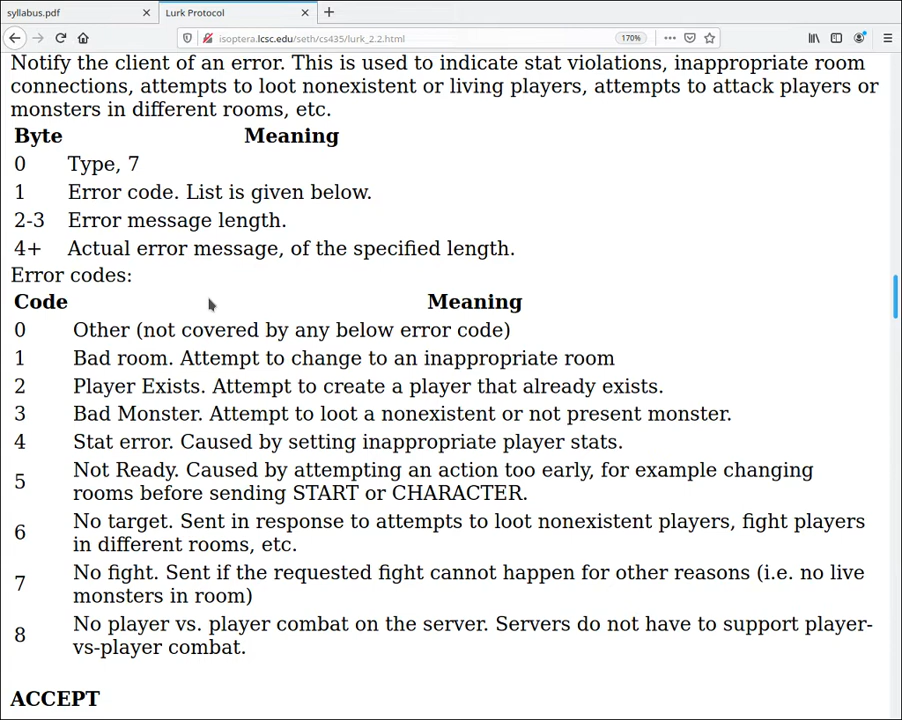 syllabus.pdf
Lurk Protocol
isoptera.lcsc.edu/seth/cs435/lurk_2.2.html
170%
Notify the client of an error. This is used to indicate stat violations, inappropriate room
connections, attempts to loot nonexistent or living players, attempts to attack players or
monsters in different rooms, etc.
Byte Meaning
0 Type, 7
1 Error code. List is given below.
2-3 Error message length.
4+ Actual error message, of the specified length.
Error codes:
Code Meaning
0 Other (not covered by any below error code)
1 Bad room. Attempt to change to an inappropriate room
2 Player Exists. Attempt to create a player that already exists.
3 Bad Monster. Attempt to loot a nonexistent or not present monster.
4 Stat error. Caused by setting inappropriate player stats.
5 Not Ready. Caused by attempting an action too early, for example changing
rooms before sending START or CHARACTER.
6 No target. Sent in response to attempts to loot nonexistent players, fight players
in different rooms, etc.
7 No fight. Sent if the requested fight cannot happen for other reasons (i.e. no live
monsters in room)
8 No player vs. player combat on the server. Servers do not have to support player-
vs-player combat.
ACCEPT